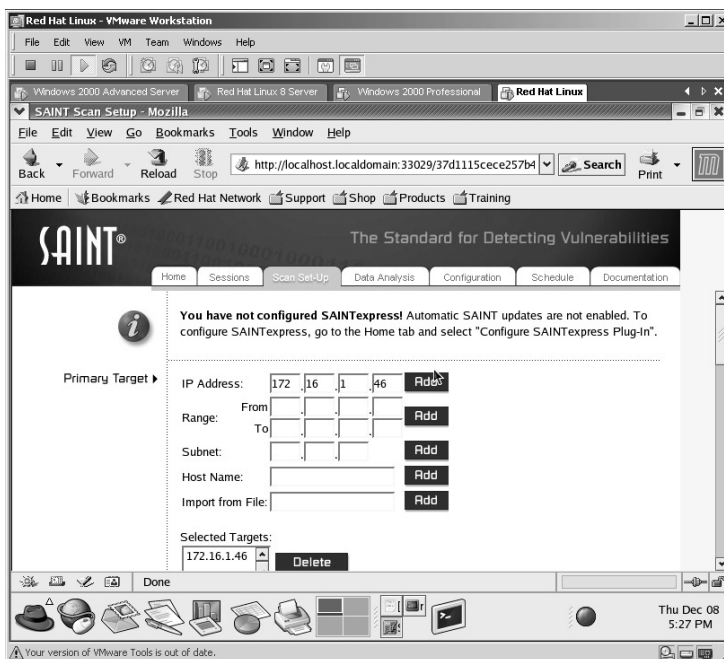 Red Hat Linux - VMware Workstation
File Edit View VM Team Windows Help
Windows 2000 Advanced Server Red Hat Linux 8 Server Windows 2000 Professional Red Hat Linux
SAINT Scan Setup - Mozilla
File Edit View Go Bookmarks Tools Window Help
Back Forward Reload Stop http://localhost.localdomain:33029/37d1115cece257b4 Search Print
Home Bookmarks Red Hat Network Support Shop Products Training
SAINT® The Standard for Detecting Vulnerabilities
Home Sessions Scan Set-Up Data Analysis Configuration Schedule Documentation
You have not configured SAINTexpress! Automatic SAINT updates are not enabled. To
configure SAINTexpress, go to the Home tab and select "Configure SAINTexpress Plug-In".
Primary Target
IP Address: 172 .16 .1 .46 Add
Range: From . . . Add
To . . .
Subnet: . . Add
Host Name: Add
Import from File: Add
Selected Targets:
172.16.1.46 Delete
Done
Thu Dec 08
5:27 PM
Your version of VMware Tools is out of date.